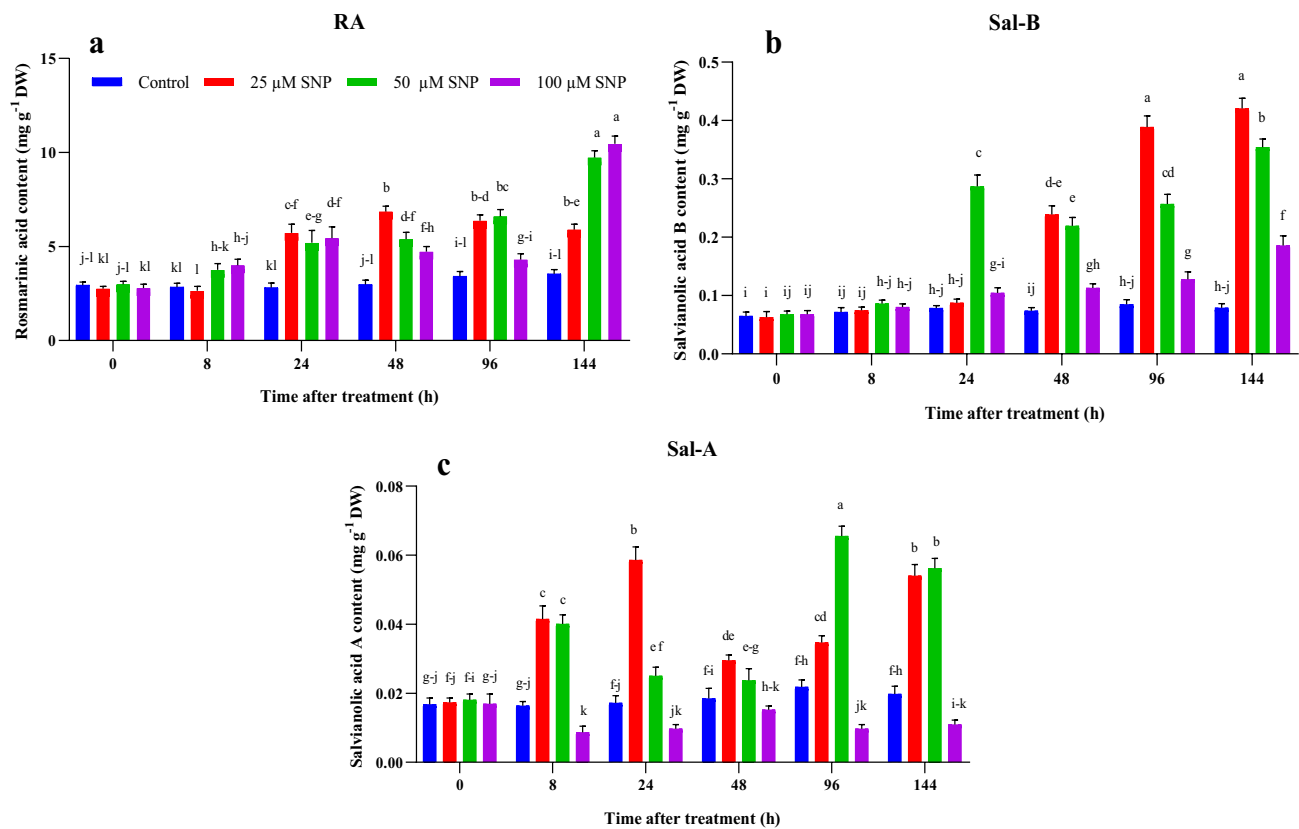 RA
a
Rosmarinic acid content (mg g⁻¹ DW)
15
10
5
0
Control 25 µM SNP 50 µM SNP 100 µM SNP
j-l kl j-l kl
kl l h-k h-j
kl c-f e-g d-f
j-l b d-f f-h
i-l b-d bc g-i
i-l b-e a a
0 8 24 48 96 144
Time after treatment (h)
Sal-B
b
Salvianolic acid B content (mg g⁻¹ DW)
0.5
0.4
0.3
0.2
0.1
0.0
i i ij ij
ij ij h-j h-j
h-j h-j c g-i
ij d-e e gh
h-j a cd g
h-j a b f
0 8 24 48 96 144
Time after treatment (h)
Sal-A
c
Salvianolic acid A content (mg g⁻¹ DW)
0.08
0.06
0.04
0.02
0.00
g-j f-j f-i g-j
g-j c c k
f-j b ef jk
f-i de e-g h-k
f-h cd a jk
f-h b b i-k
0 8 24 48 96 144
Time after treatment (h)